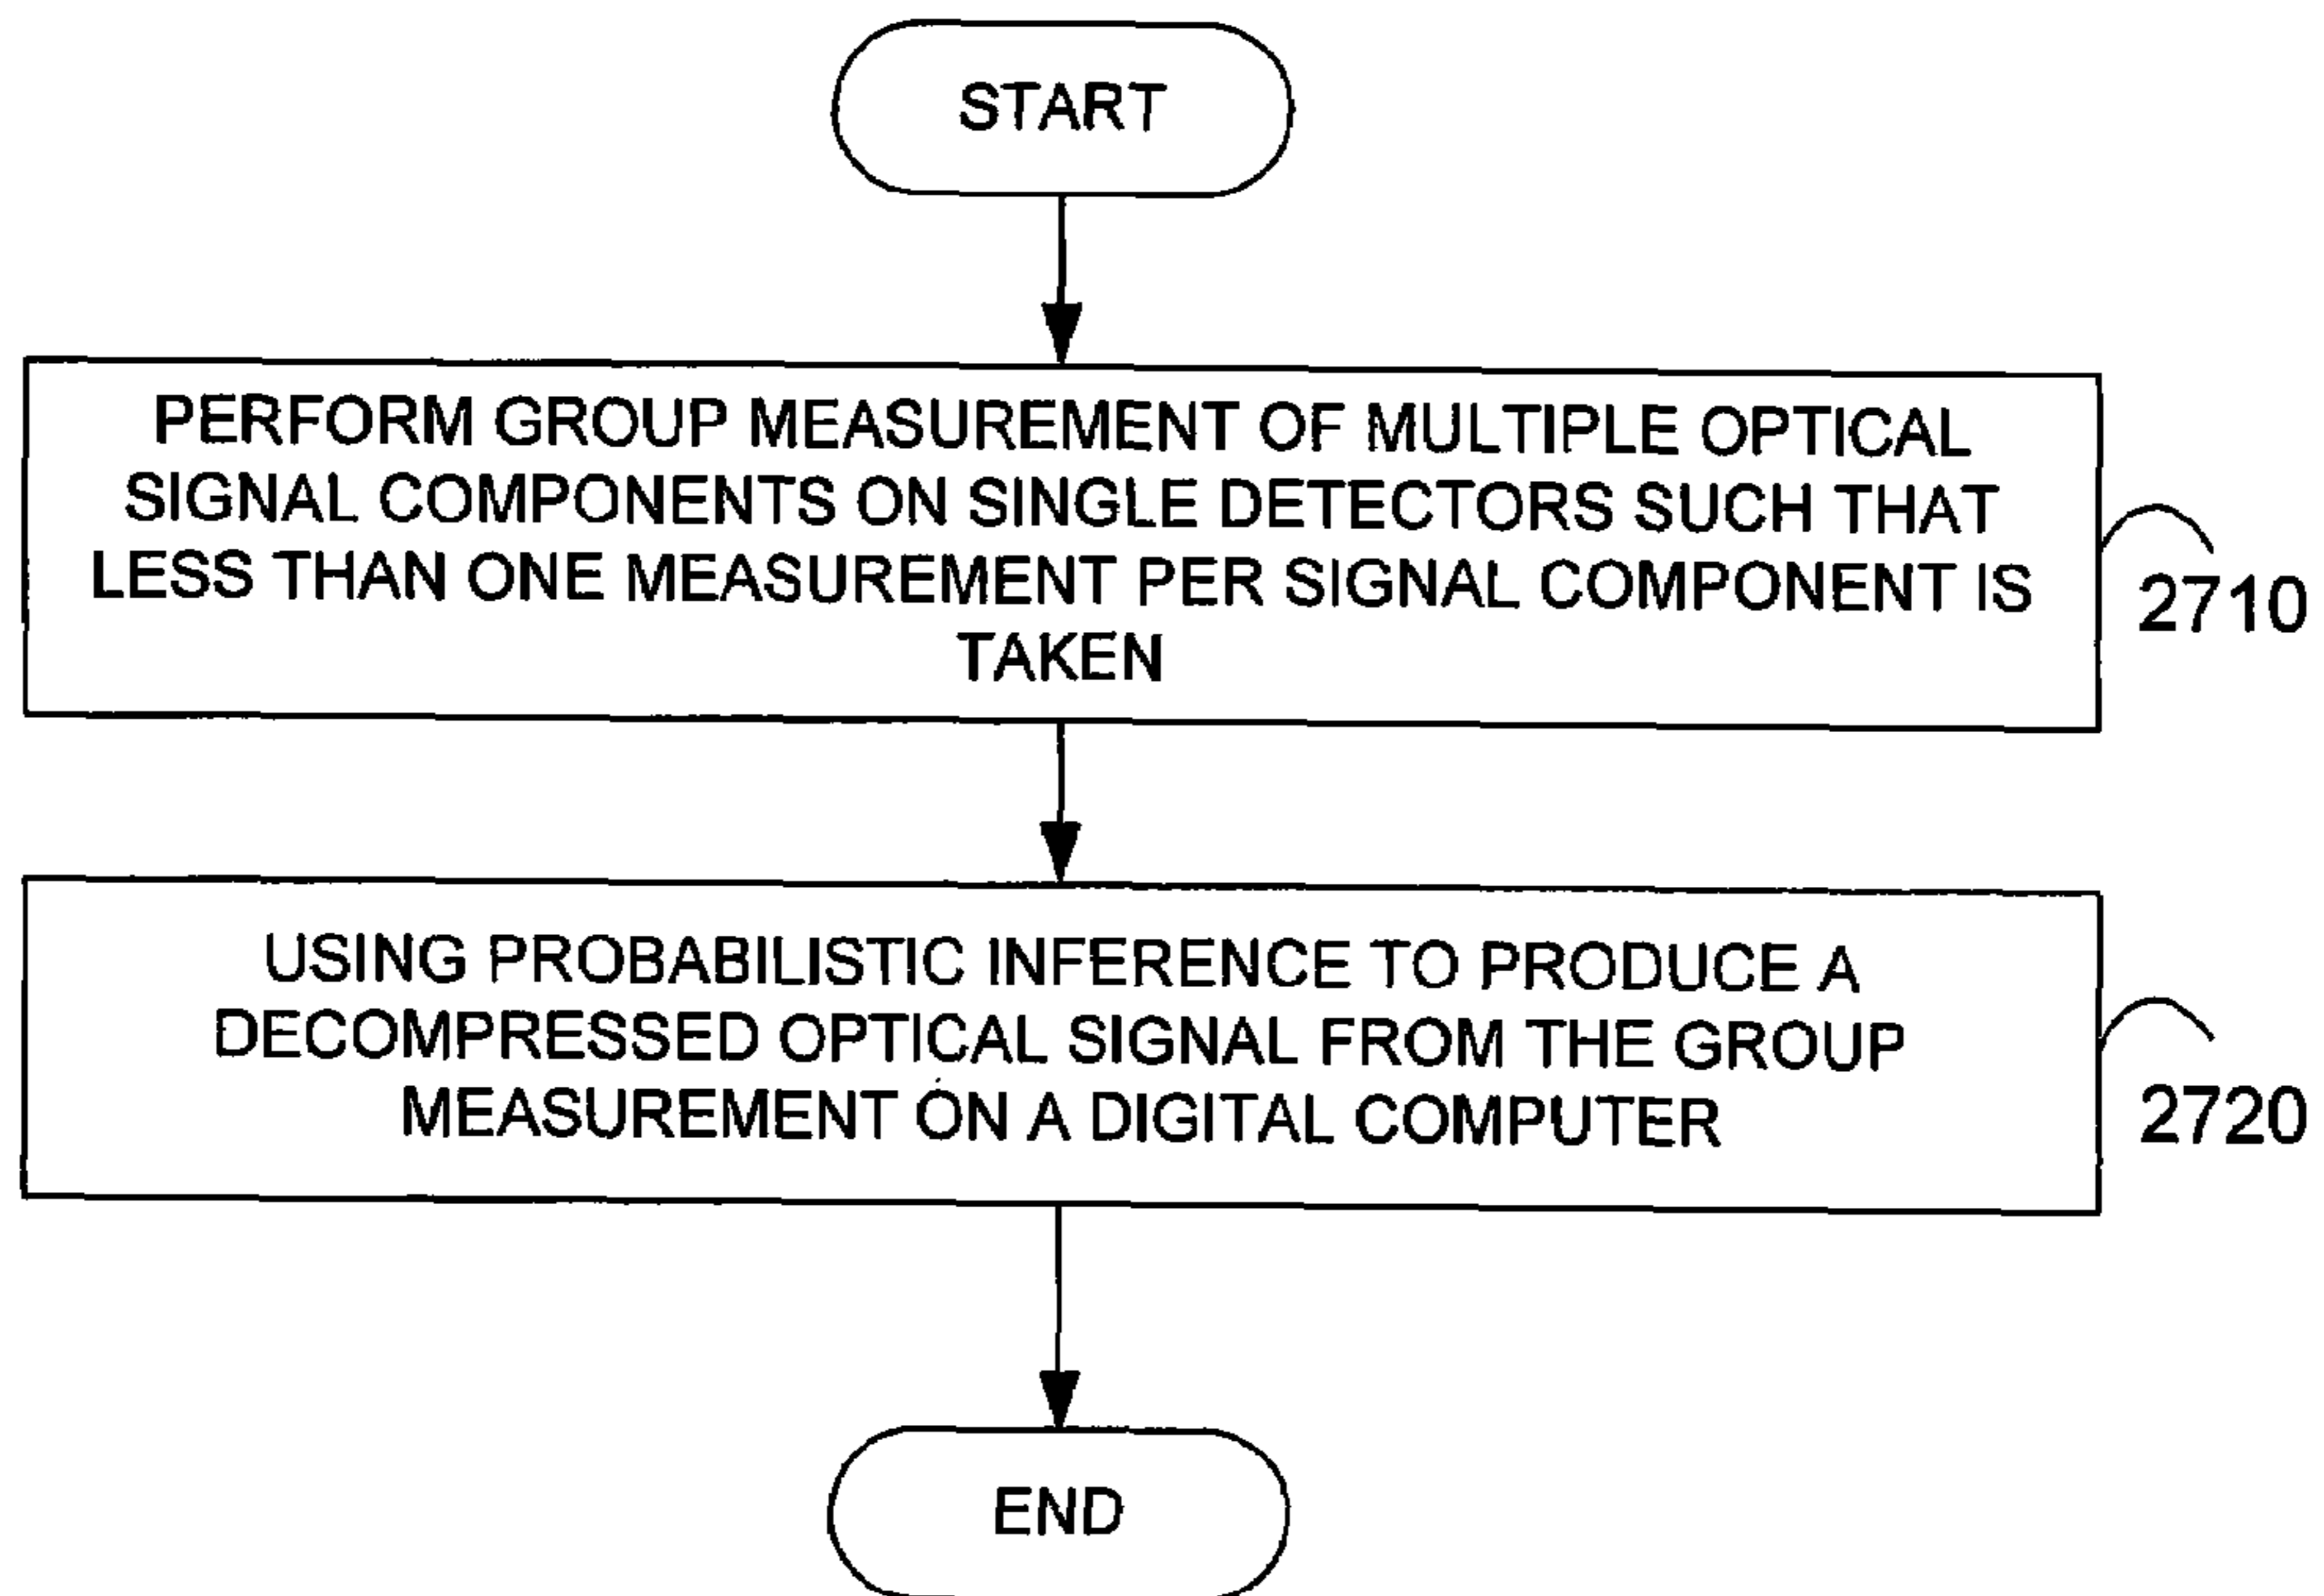 START
PERFORM GROUP MEASUREMENT OF MULTIPLE OPTICAL
SIGNAL COMPONENTS ON SINGLE DETECTORS SUCH THAT
LESS THAN ONE MEASUREMENT PER SIGNAL COMPONENT IS
TAKEN
2710
USING PROBABILISTIC INFERENCE TO PRODUCE A
DECOMPRESSED OPTICAL SIGNAL FROM THE GROUP
MEASUREMENT ON A DIGITAL COMPUTER
2720
END